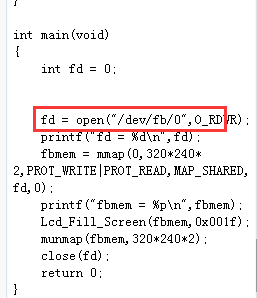 int main(void)
{
int fd = 0;
fd = open("/dev/fb/0",O_RDWR);
printf("fd = %d\n",fd);
fbmem = mmap(0,320*240*
2,PROT_WRITE|PROT_READ,MAP_SHARED,
fd,0);
printf("fbmem = %p\n",fbmem);
Lcd_Fill_Screen(fbmem,0x001f);
munmap(fbmem,320*240*2);
close(fd);
return 0;
}